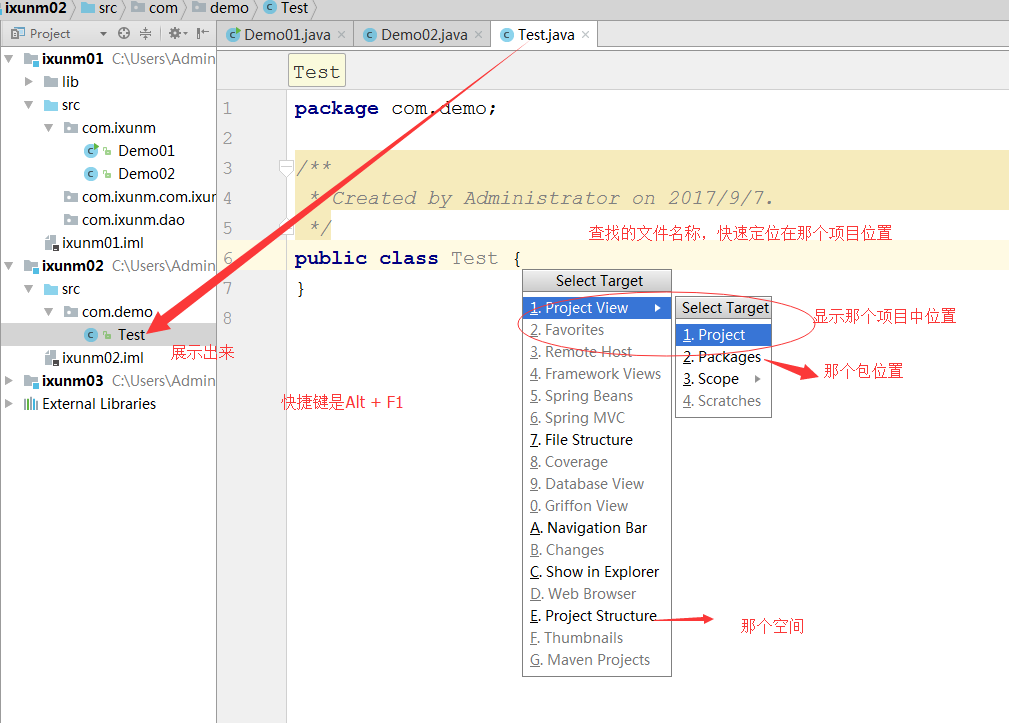 ixunm02 src com demo Test
Project
Demo01.java Demo02.java Test.java
ixunm01 C:\Users\Admin
lib
src
com.ixunm
Demo01
Demo02
com.ixunm.com.ixur
com.ixunm.dao
ixunm01.iml
ixunm02 C:\Users\Admin
src
com.demo
Test
展示出来
ixunm02.iml
ixunm03 C:\Users\Admin
External Libraries
Test
1 package com.demo;
2
3 /**
4 * Created by Administrator on 2017/9/7.
5 */
查找的文件名称，快速定位在那个项目位置
6 public class Test {
7 }
8
快捷键是Alt + F1
Select Target
1. Project View
2. Favorites
3. Remote Host
4. Framework Views
5. Spring Beans
6. Spring MVC
7. File Structure
8. Coverage
9. Database View
0. Griffon View
A. Navigation Bar
B. Changes
C. Show in Explorer
D. Web Browser
E. Project Structure
F. Thumbnails
G. Maven Projects
Select Target
1. Project
2. Packages
3. Scope
4. Scratches
显示那个项目中位置
那个包位置
那个空间